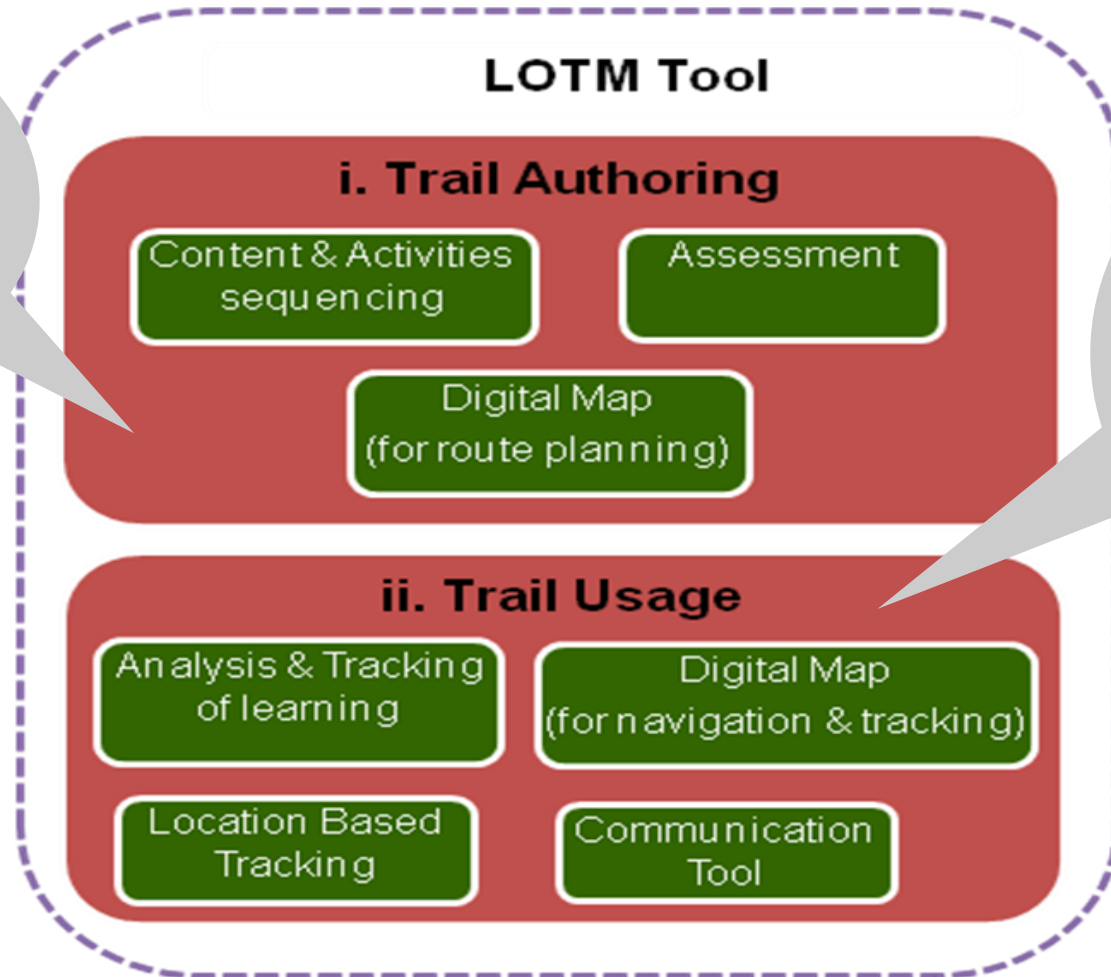 LOTM Tool
i. Trail Authoring
Content & Activities
sequencing
Assessment
Digital Map
(for route planning)
ii. Trail Usage
Analysis & Tracking
of learning
Digital Map
(for navigation & tracking)
Location Based
Tracking
Communication
Tool